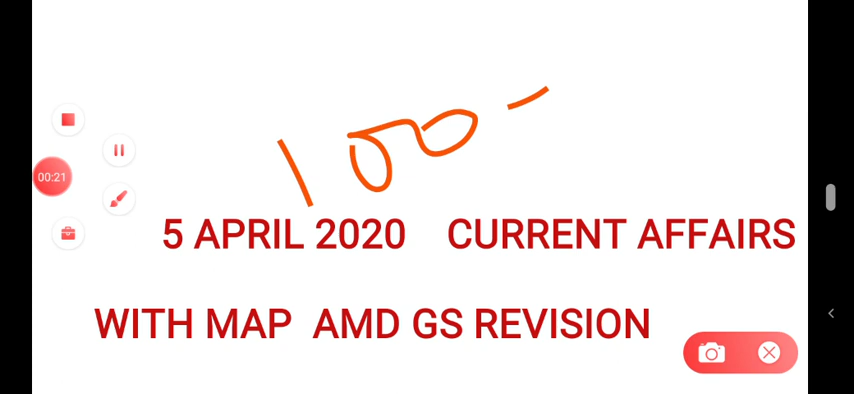 100 -
00:21
5 APRIL 2020 CURRENT AFFAIRS
WITH MAP AMD GS REVISION